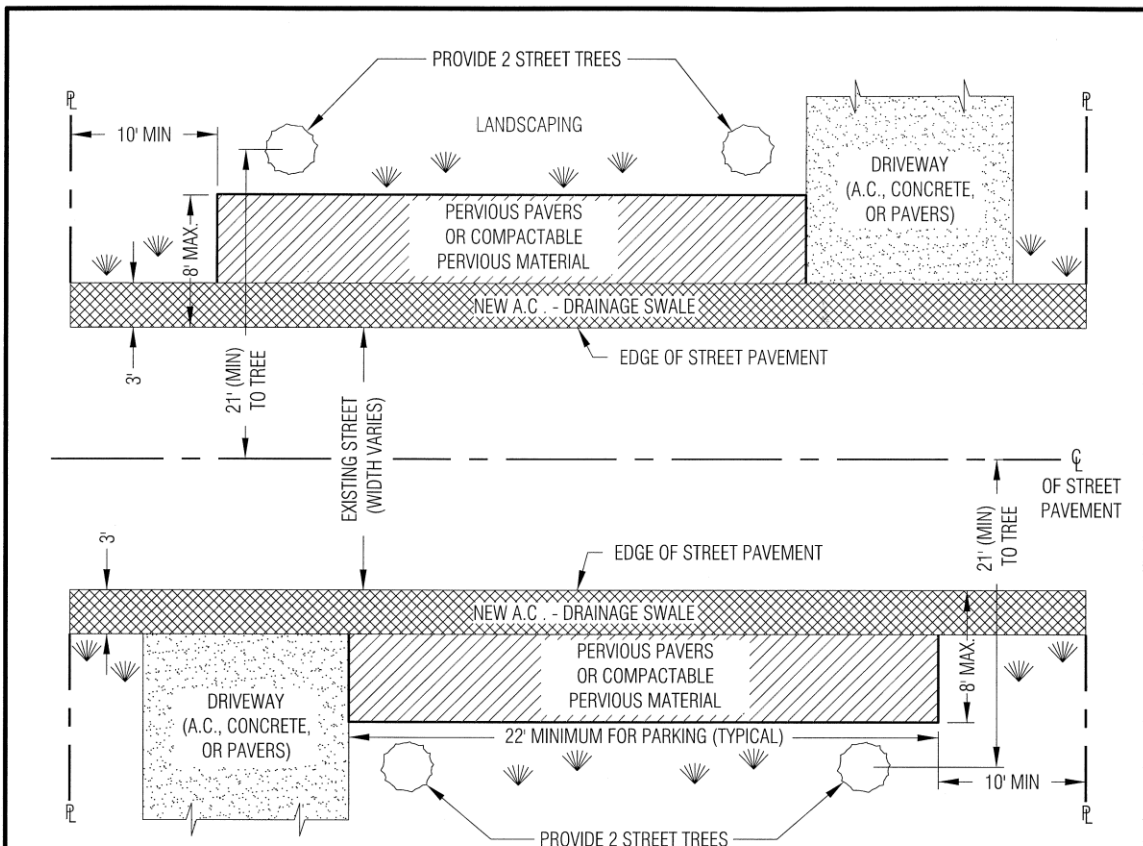 PROVIDE 2 STREET TREES
PL
PL
10' MIN
LANDSCAPING
DRIVEWAY
(A.C., CONCRETE,
OR PAVERS)
8' MAX.
PERVIOUS PAVERS
OR COMPACTABLE
PERVIOUS MATERIAL
NEW A.C. - DRAINAGE SWALE
3'
21' (MIN)
TO TREE
EDGE OF STREET PAVEMENT
EXISTING STREET
(WIDTH VARIES)
CL
OF STREET
PAVEMENT
21' (MIN)
TO TREE
3'
EDGE OF STREET PAVEMENT
NEW A.C. - DRAINAGE SWALE
DRIVEWAY
(A.C., CONCRETE,
OR PAVERS)
PERVIOUS PAVERS
OR COMPACTABLE
PERVIOUS MATERIAL
8' MAX.
22' MINIMUM FOR PARKING (TYPICAL)
10' MIN
PL
PL
PROVIDE 2 STREET TREES